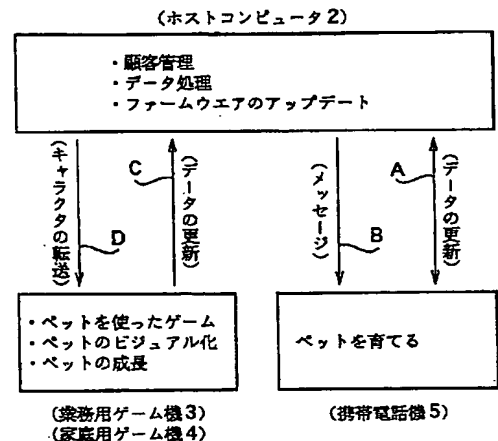 (ホストコンピュータ2)
・顧客管理
・データ処理
・ファームウエアのアップデート
(キャラクタの転送)
D
C
(データの更新)
(メッセージ)
B
A
(データの更新)
・ペットを使ったゲーム
・ペットのビジュアル化
・ペットの成長
ペットを育てる
(業務用ゲーム機3)
(家庭用ゲーム機4)
(携帯電話機5)